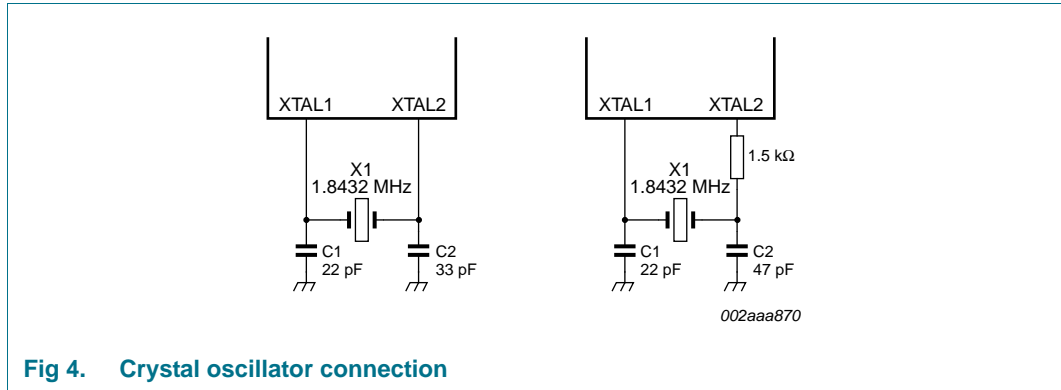 XTAL1 XTAL2
X1
1.8432 MHz
C1
22 pF
C2
33 pF
XTAL1 XTAL2
1.5 kΩ
X1
1.8432 MHz
C1
22 pF
C2
47 pF
002aaa870
Fig 4. Crystal oscillator connection